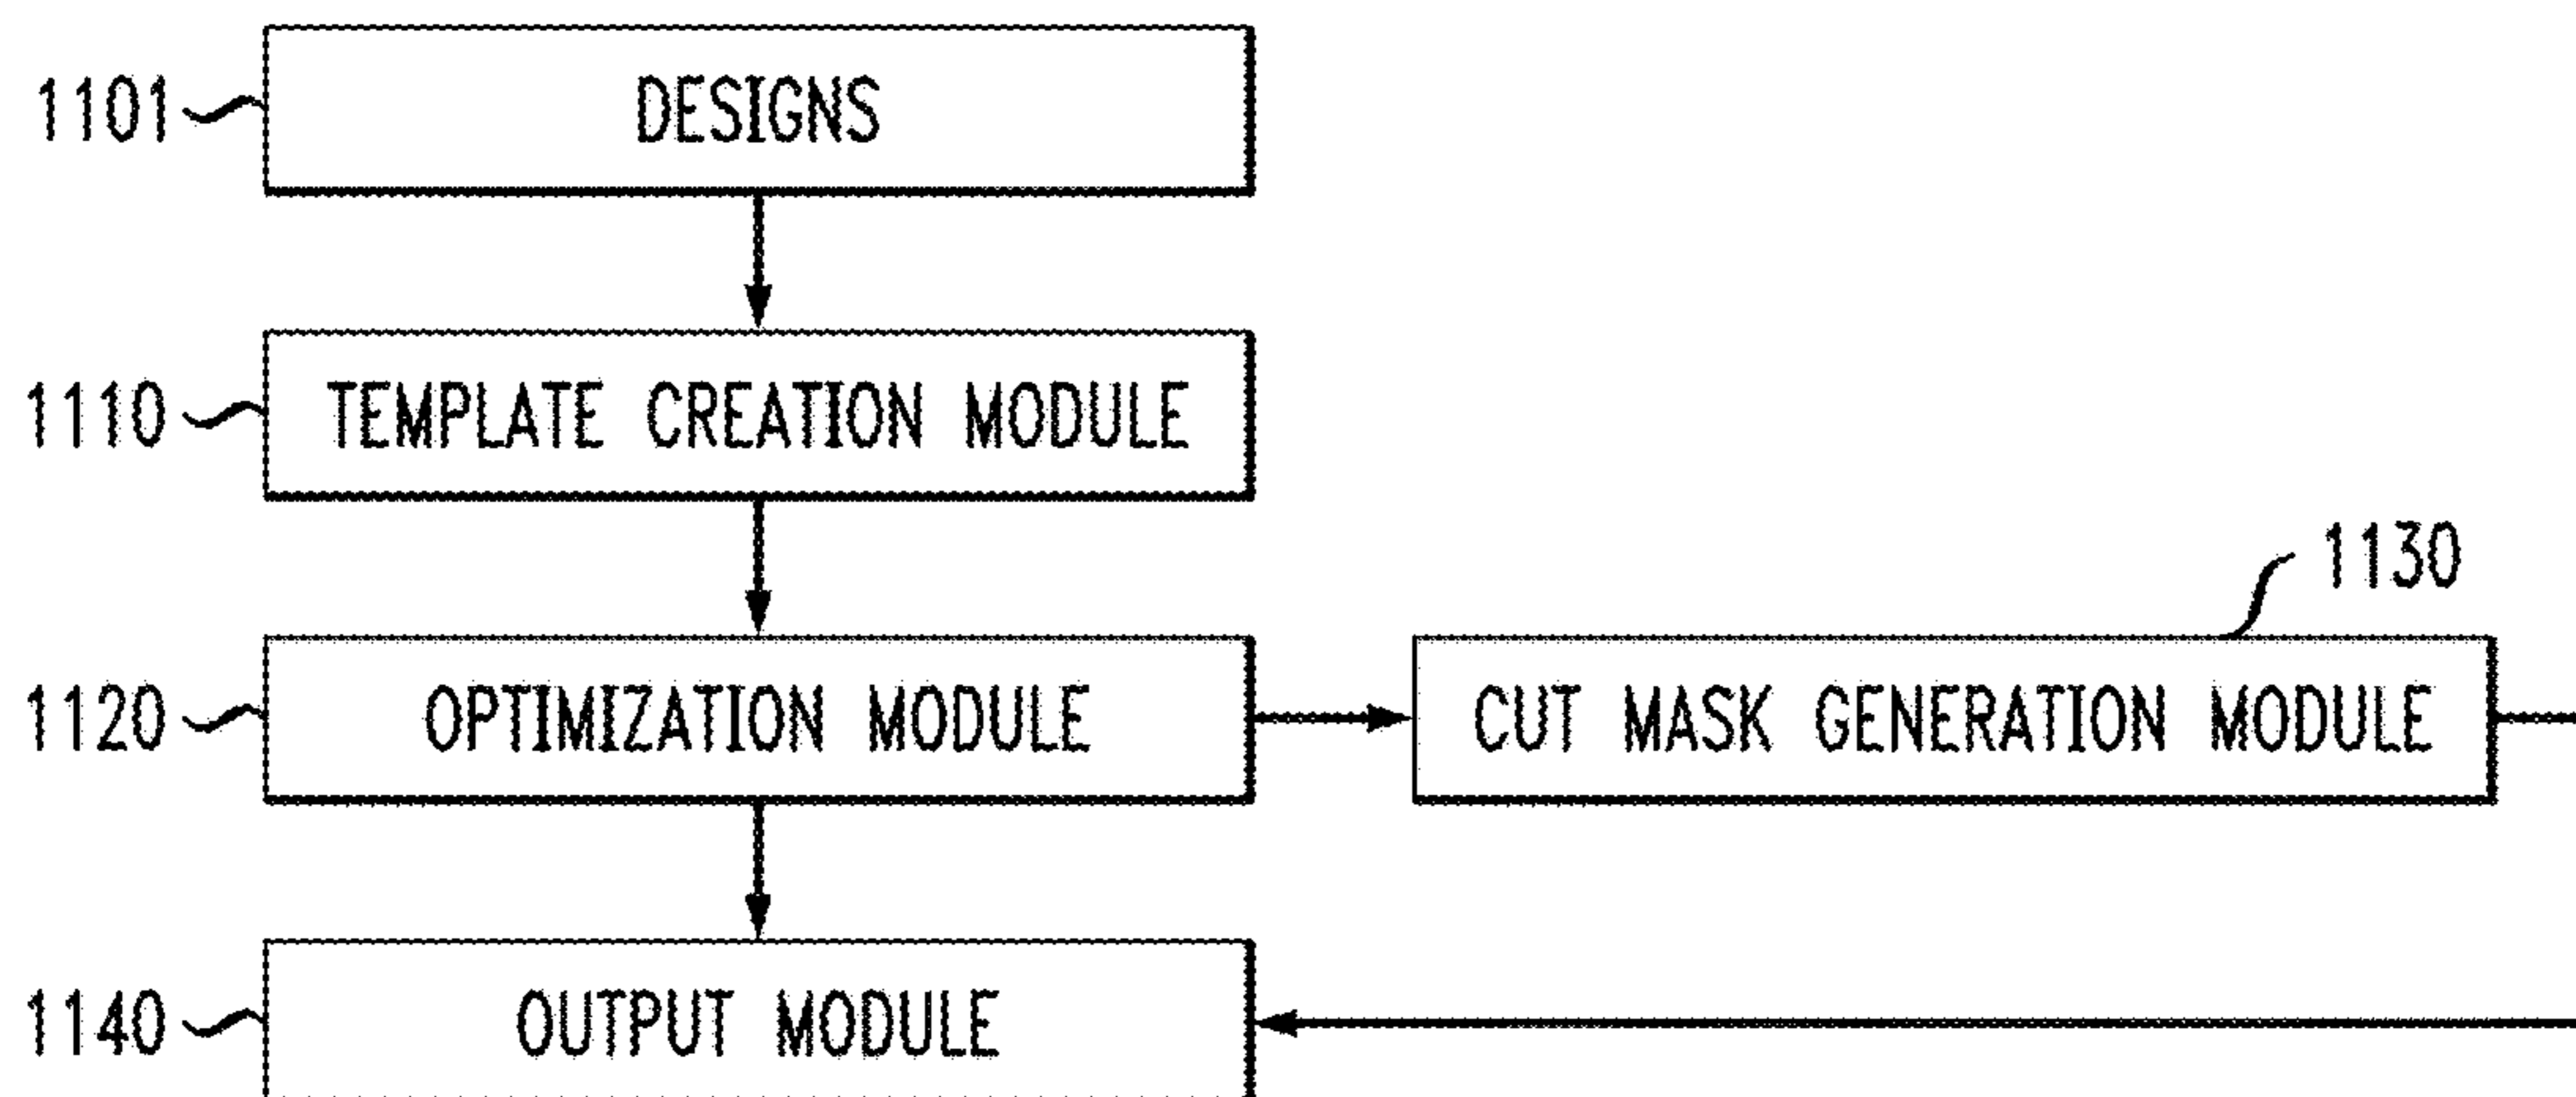 1101 DESIGNS
1110 TEMPLATE CREATION MODULE
1130
1120 OPTIMIZATION MODULE CUT MASK GENERATION MODULE
1140 OUTPUT MODULE